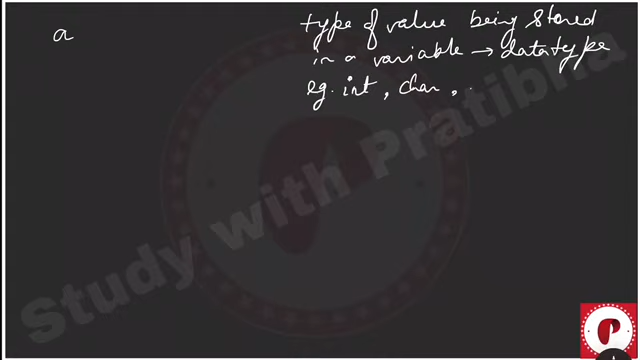 a
type of value being stored
in a variable → datatype
eg. int, char, .
Study with Pratibha